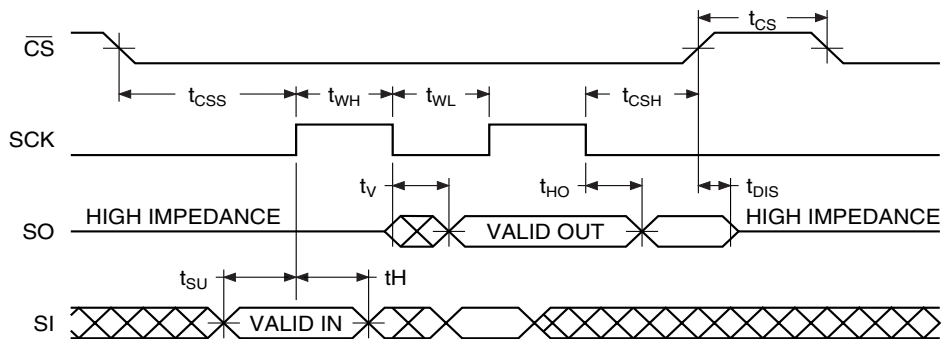 t_CS
C̅S̅
t_CSS t_WH t_WL t_CSH
SCK
t_V t_HO t_DIS
HIGH IMPEDANCE HIGH IMPEDANCE
SO VALID OUT
t_SU tH
SI VALID IN